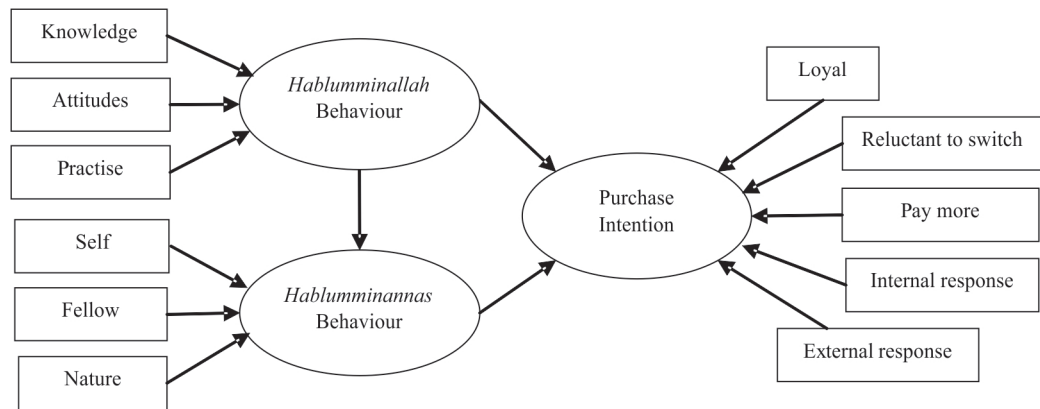 Knowledge
Attitudes
Practise
Self
Fellow
Nature
Hablumminallah
Behaviour
Hablumminannas
Behaviour
Purchase
Intention
Loyal
Reluctant to switch
Pay more
Internal response
External response